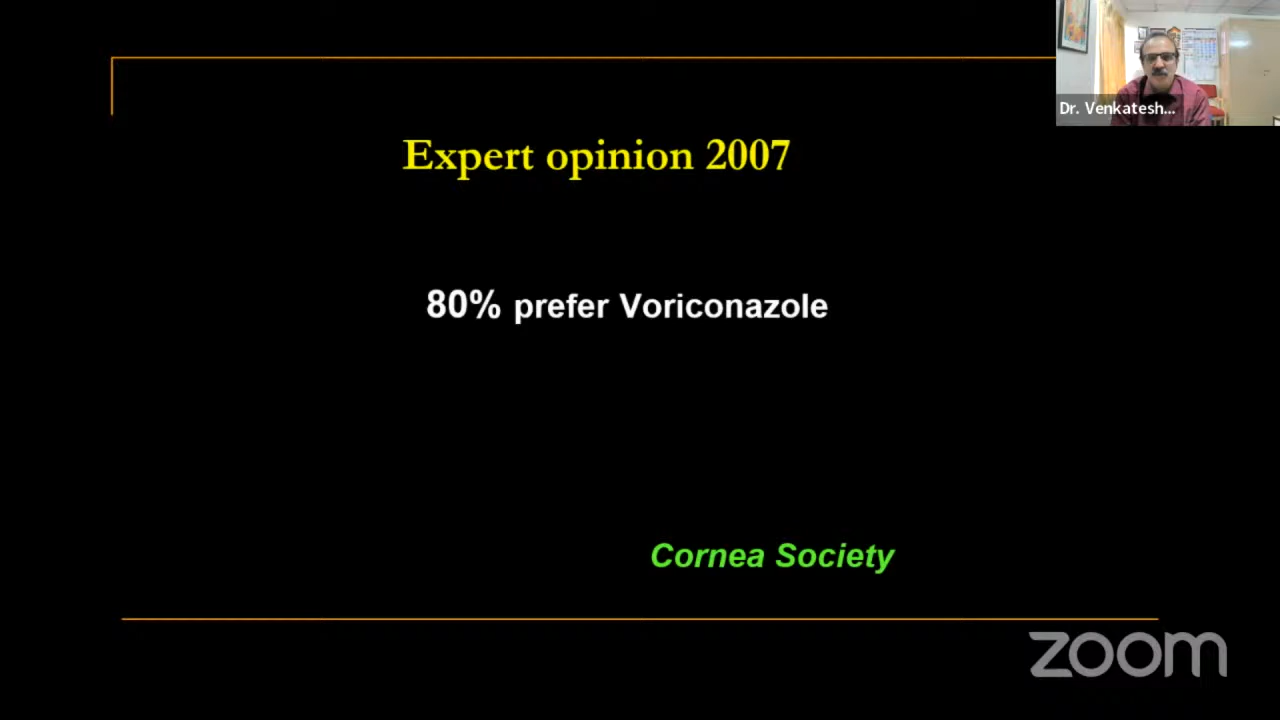 Dr. Venkatesh...
Expert opinion 2007
80% prefer Voriconazole
Cornea Society
zoom